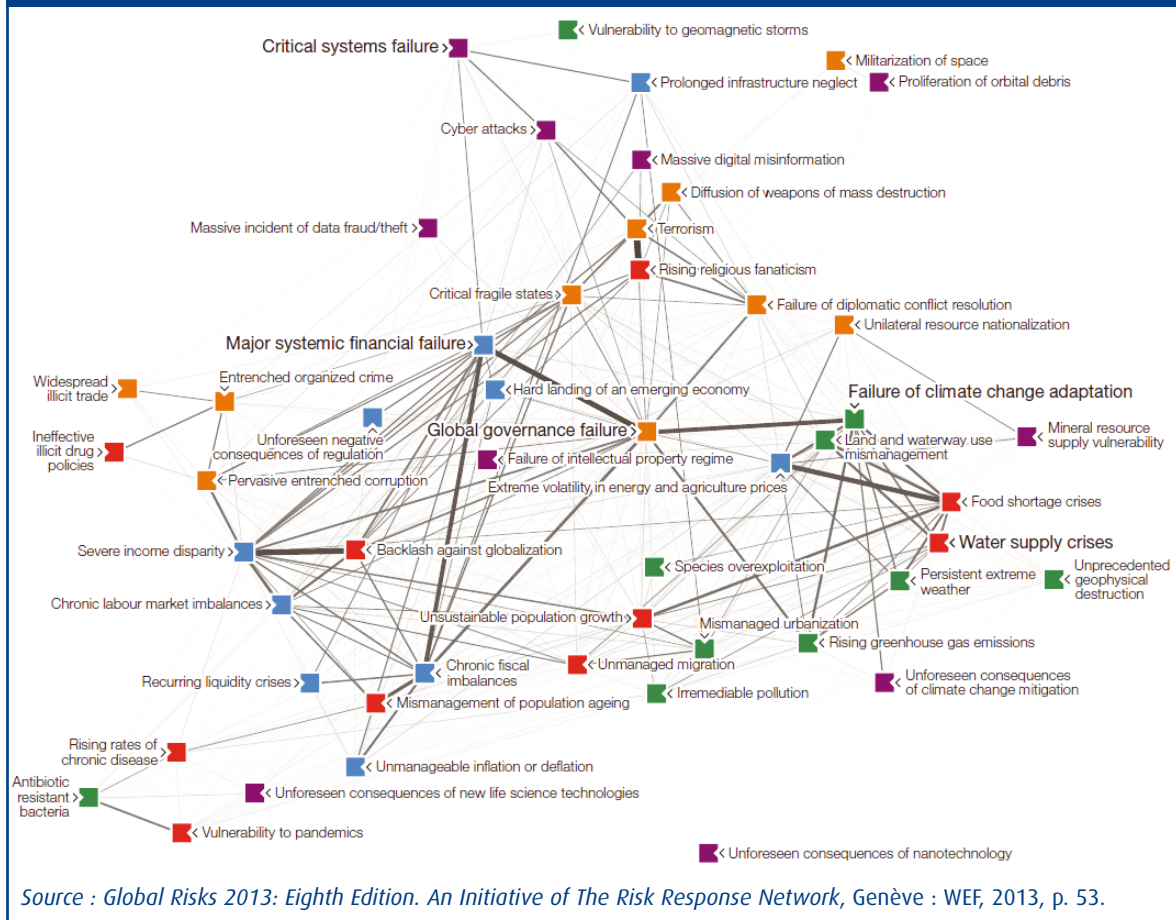 Vulnerability to geomagnetic storms
Critical systems failure
Militarization of space
Prolonged infrastructure neglect
Proliferation of orbital debris
Cyber attacks
Massive digital misinformation
Diffusion of weapons of mass destruction
Massive incident of data fraud/theft
Terrorism
Rising religious fanaticism
Critical fragile states
Failure of diplomatic conflict resolution
Unilateral resource nationalization
Major systemic financial failure
Widespread
illicit trade
Entrenched organized crime
Hard landing of an emerging economy
Failure of climate change adaptation
Ineffective
illicit drug
policies
Unforeseen negative
consequences of regulation
Global governance failure
Land and waterway use
mismanagement
Mineral resource
supply vulnerability
Failure of intellectual property regime
Pervasive entrenched corruption
Extreme volatility in energy and agriculture prices
Food shortage crises
Severe income disparity
Backlash against globalization
Water supply crises
Species overexploitation
Persistent extreme
weather
Unprecedented
geophysical
destruction
Chronic labour market imbalances
Unsustainable population growth
Mismanaged urbanization
Rising greenhouse gas emissions
Chronic fiscal
imbalances
Unmanaged migration
Recurring liquidity crises
Unforeseen consequences
of climate change mitigation
Irremediable pollution
Mismanagement of population ageing
Rising rates of
chronic disease
Unmanageable inflation or deflation
Antibiotic
resistant
bacteria
Unforeseen consequences of new life science technologies
Vulnerability to pandemics
Unforeseen consequences of nanotechnology
Source : Global Risks 2013: Eighth Edition. An Initiative of The Risk Response Network, Genève : WEF, 2013, p. 53.